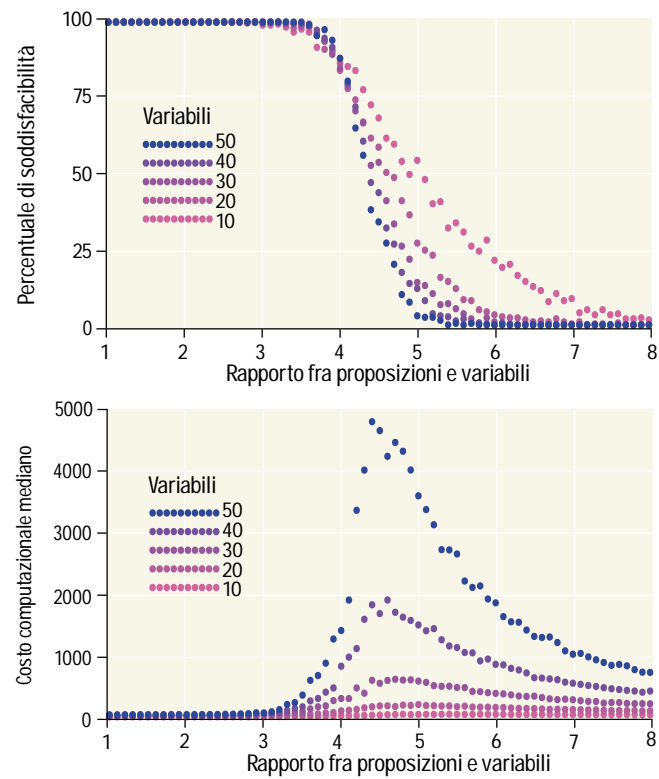 Percentuale di soddisfacibilità
100
75
50
25
0
Variabili
50
40
30
20
10
1 2 3 4 5 6 7 8
Rapporto fra proposizioni e variabili
Costo computazionale mediano
5000
4000
3000
2000
1000
0
Variabili
50
40
30
20
10
1 2 3 4 5 6 7 8
Rapporto fra proposizioni e variabili